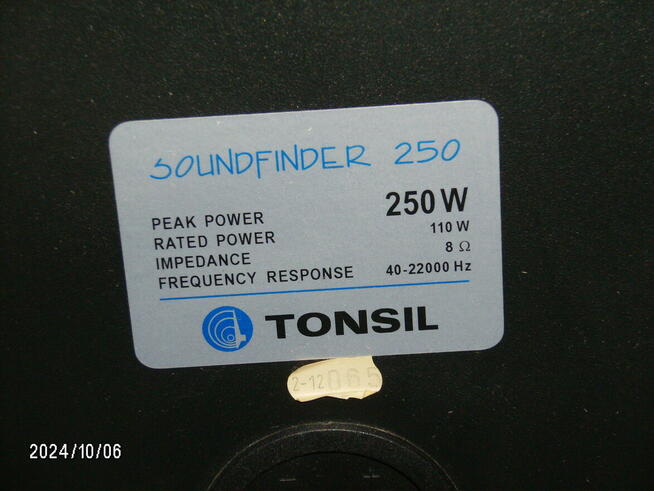 SOUNDFINDER 250
PEAK POWER 250 W
RATED POWER 110 W
IMPEDANCE 8 Ω
FREQUENCY RESPONSE 40-22000 Hz
TONSIL
2-12065
2024/10/06